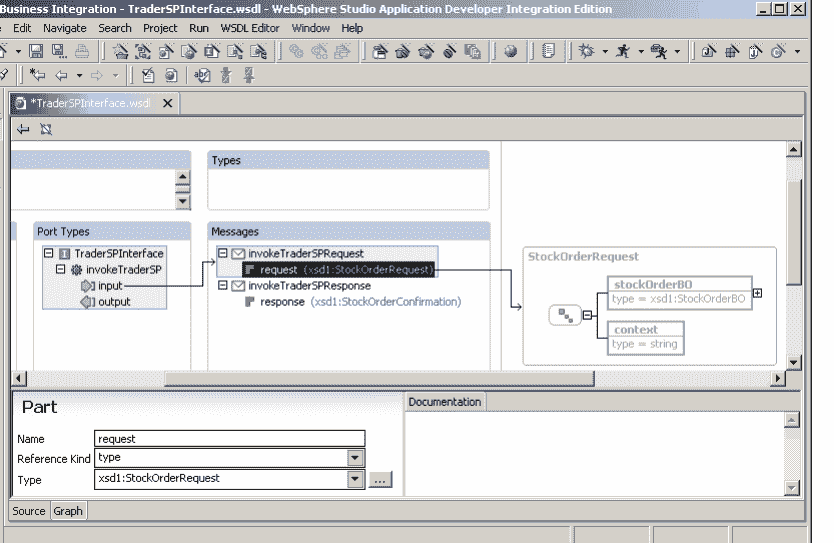 Business Integration - TraderSPInterface.wsdl - WebSphere Studio Application Developer Integration Edition
Edit Navigate Search Project Run WSDL Editor Window Help
*TraderSPInterface.wsdl
Types
Port Types
Messages
TraderSPInterface
invokeTraderSPRequest
StockOrderRequest
invokeTraderSP
request (xsd1:StockOrderRequest)
input
invokeTraderSPResponse
stockOrderBO
output
response (xsd1:StockOrderConfirmation)
type = xsd1:StockOrderBO
context
type = string
Part
Documentation
Name request
Reference Kind type
Type xsd1:StockOrderRequest ...
Source Graph